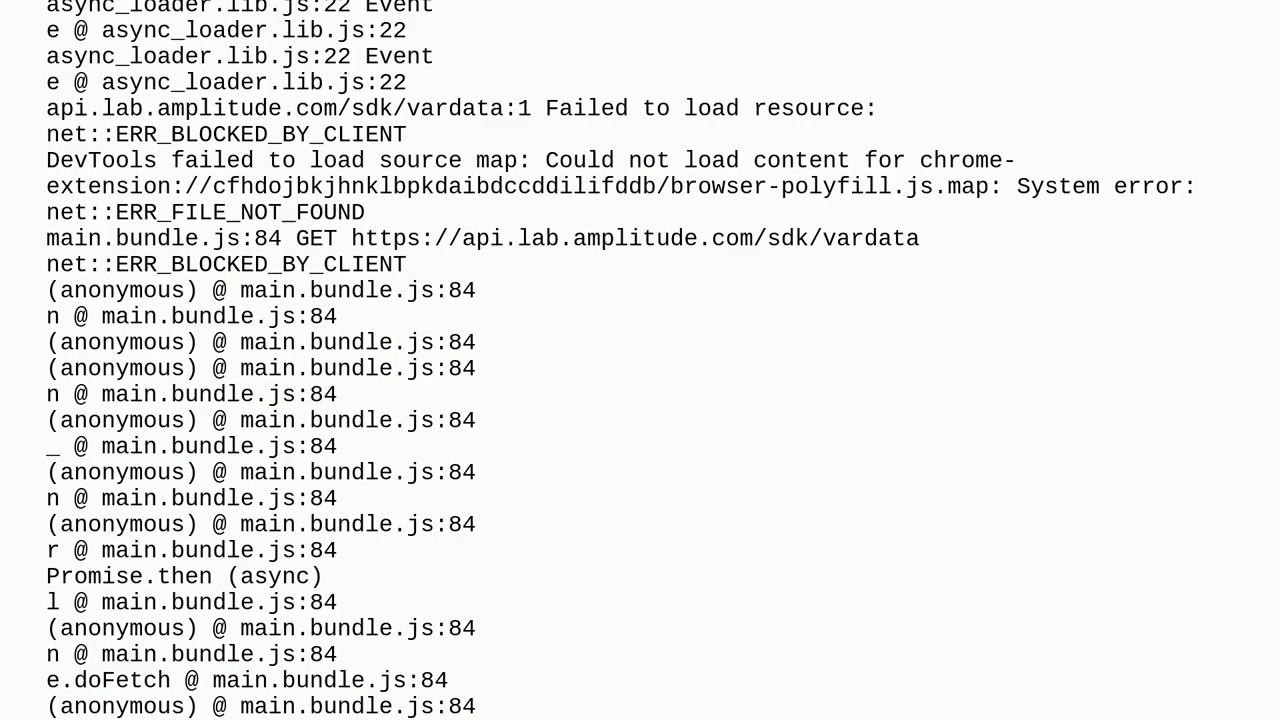 async_loader.lib.js:22 Event
e @ async_loader.lib.js:22
async_loader.lib.js:22 Event
e @ async_loader.lib.js:22
api.lab.amplitude.com/sdk/vardata:1 Failed to load resource:
net::ERR_BLOCKED_BY_CLIENT
DevTools failed to load source map: Could not load content for chrome-
extension://cfhdojbkjhnklbpkdaibdccddilifddb/browser-polyfill.js.map: System error:
net::ERR_FILE_NOT_FOUND
main.bundle.js:84 GET https://api.lab.amplitude.com/sdk/vardata
net::ERR_BLOCKED_BY_CLIENT
(anonymous) @ main.bundle.js:84
n @ main.bundle.js:84
(anonymous) @ main.bundle.js:84
(anonymous) @ main.bundle.js:84
n @ main.bundle.js:84
(anonymous) @ main.bundle.js:84
_ @ main.bundle.js:84
(anonymous) @ main.bundle.js:84
n @ main.bundle.js:84
(anonymous) @ main.bundle.js:84
r @ main.bundle.js:84
Promise.then (async)
l @ main.bundle.js:84
(anonymous) @ main.bundle.js:84
n @ main.bundle.js:84
e.doFetch @ main.bundle.js:84
(anonymous) @ main.bundle.js:84